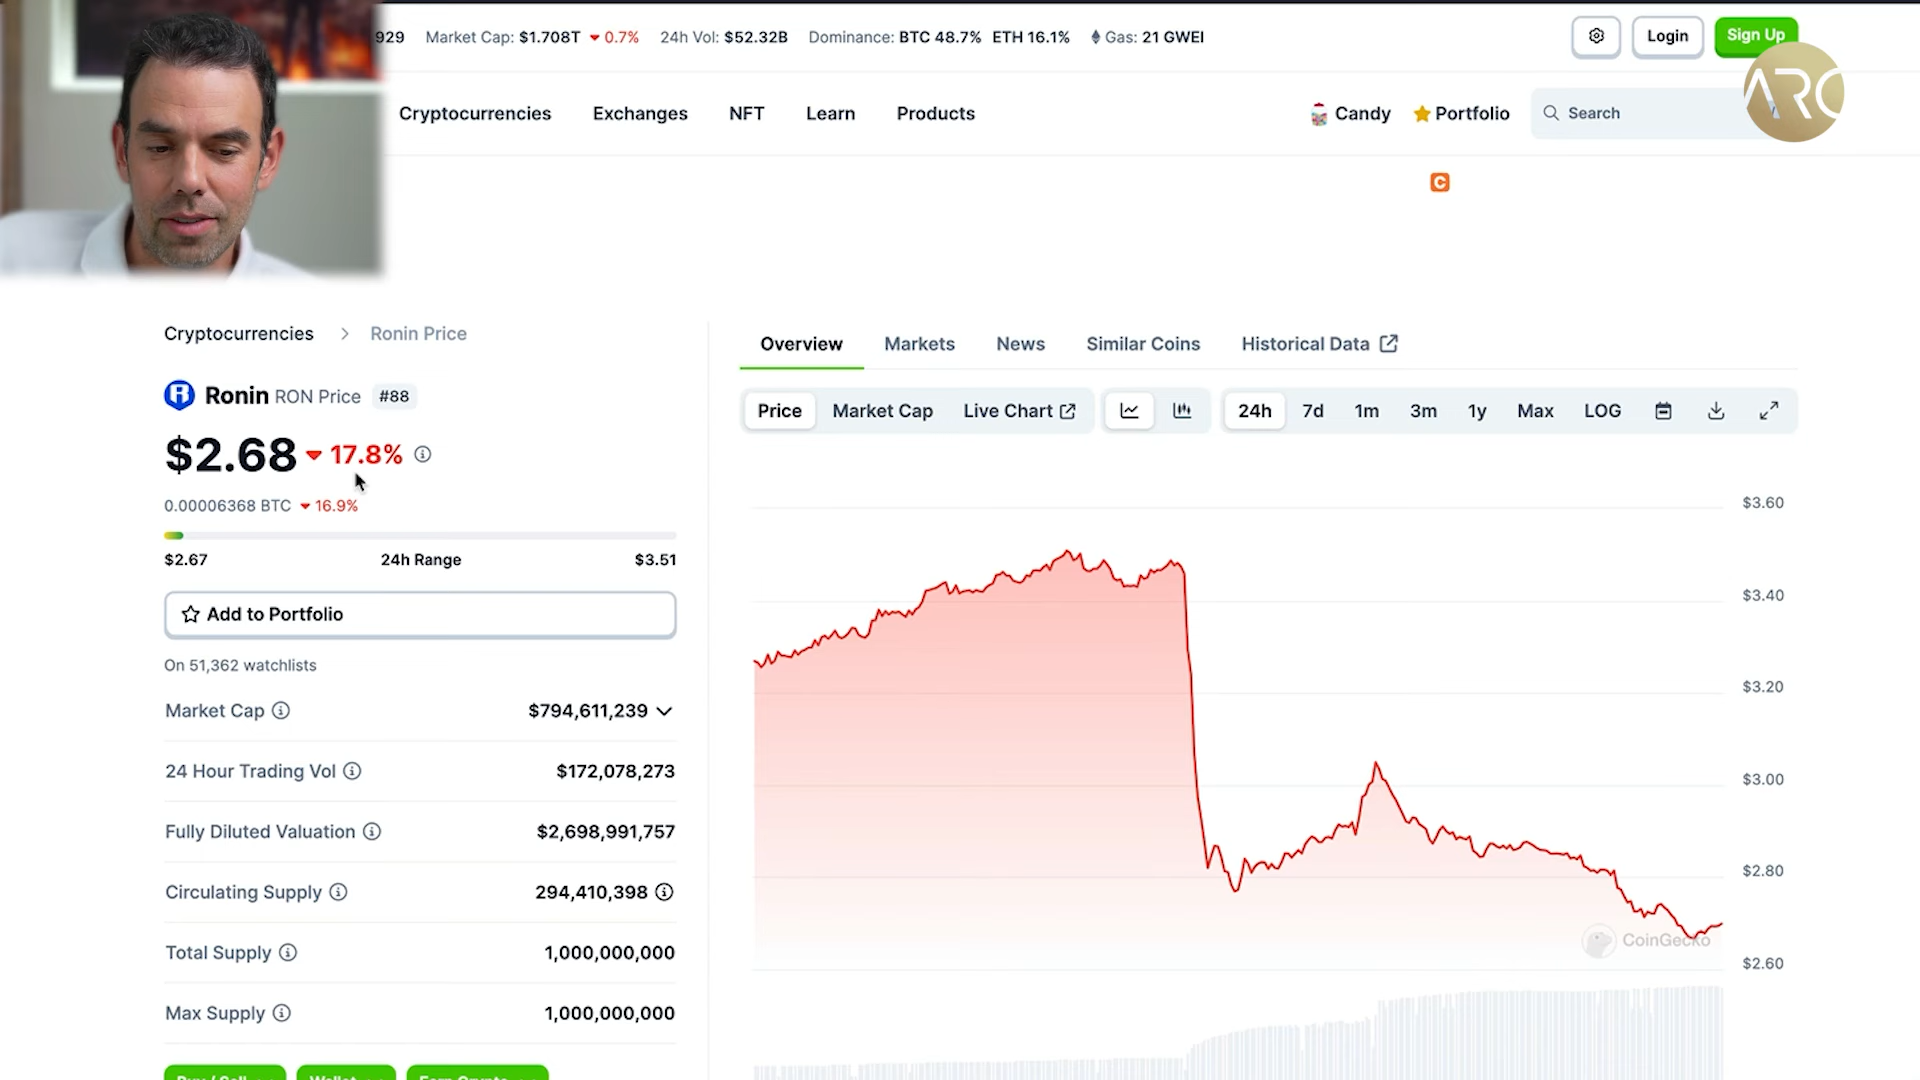 929 Market Cap: $1.708T 0.7% 24h Vol: $52.32B Dominance: BTC 48.7% ETH 16.1% Gas: 21 GWEI
Login
Sign Up
ARC
Cryptocurrencies Exchanges NFT Learn Products
Candy Portfolio
Search
C
Cryptocurrencies > Ronin Price
Ronin RON Price #88
$2.68 17.8%
0.00006368 BTC 16.9%
$2.67 24h Range $3.51
Add to Portfolio
On 51,362 watchlists
Market Cap $794,611,239
24 Hour Trading Vol $172,078,273
Fully Diluted Valuation $2,698,991,757
Circulating Supply 294,410,398
Total Supply 1,000,000,000
Max Supply 1,000,000,000
Buy / Sell Wallet Earn Crypto
Overview Markets News Similar Coins Historical Data
Price Market Cap Live Chart
24h 7d 1m 3m 1y Max LOG
$3.60
$3.40
$3.20
$3.00
$2.80
CoinGecko
$2.60